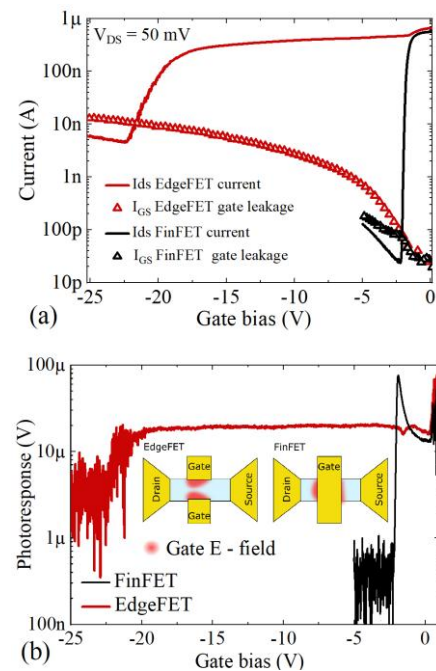 1μ
V_DS = 50 mV
100n
10n
1n
100p
10p
Current (A)
Ids EdgeFET current
I_GS EdgeFET gate leakage
Ids FinFET current
I_GS FinFET gate leakage
-25 -20 -15 -10 -5 0
(a) Gate bias (V)
100μ
10μ
1μ
100n
Photoresponse (V)
EdgeFET FinFET
Gate Gate
Drain Source Drain Source
Gate
Gate E - field
FinFET
EdgeFET
-25 -20 -15 -10 -5 0
(b) Gate bias (V)